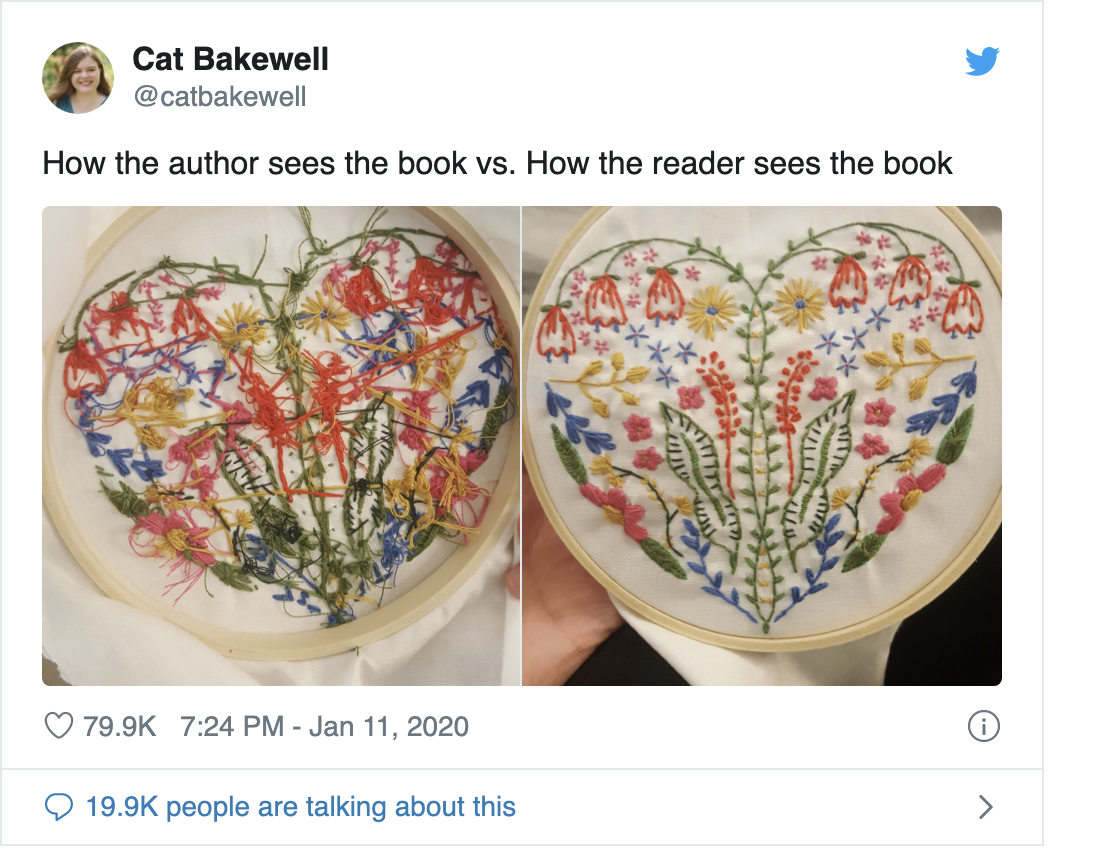 Cat Bakewell
@catbakewell
How the author sees the book vs. How the reader sees the book
79.9K 7:24 PM - Jan 11, 2020
19.9K people are talking about this